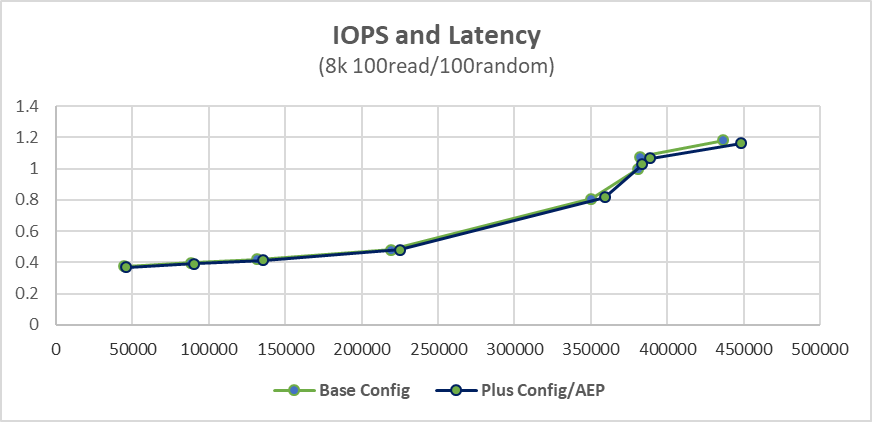 IOPS and Latency
(8k 100read/100random)
1.4
1.2
1
0.8
0.6
0.4
0.2
0
0 50000 100000 150000 200000 250000 300000 350000 400000 450000 500000
Base Config Plus Config/AEP